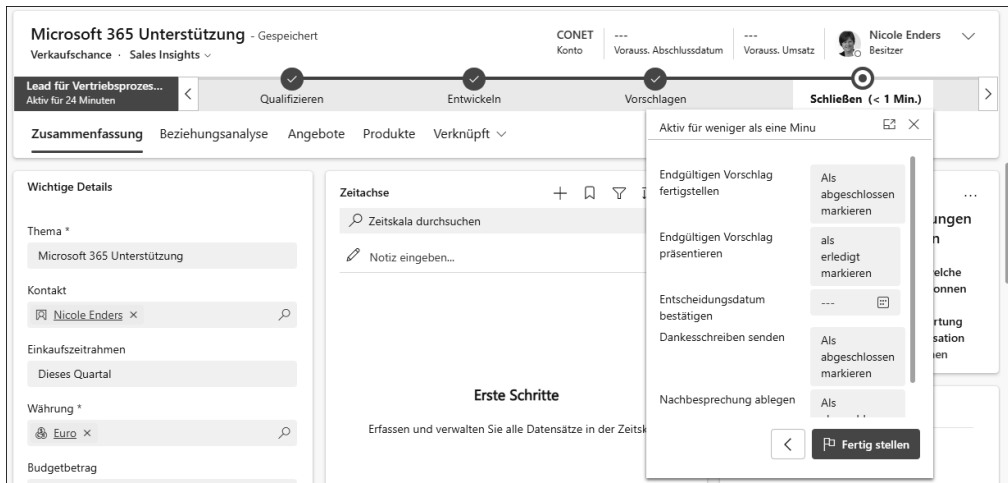 Microsoft 365 Unterstützung - Gespeichert
Verkaufschance · Sales Insights
CONET
Konto
---
Vorauss. Abschlussdatum
---
Vorauss. Umsatz
Nicole Enders
Besitzer
Lead für Vertriebsprozes...
Aktiv für 24 Minuten
Qualifizieren
Entwickeln
Vorschlagen
Schließen (< 1 Min.)
Zusammenfassung Beziehungsanalyse Angebote Produkte Verknüpft
Wichtige Details
Thema *
Microsoft 365 Unterstützung
Kontakt
Nicole Enders
Einkaufszeitrahmen
Dieses Quartal
Währung *
Euro
Budgetbetrag
Zeitachse
Zeitskala durchsuchen
Notiz eingeben...
Erste Schritte
Erfassen und verwalten Sie alle Datensätze in der Zeitsk
Aktiv für weniger als eine Minu
Endgültigen Vorschlag
fertigstellen
Als
abgeschlossen
markieren
Endgültigen Vorschlag
präsentieren
als
erledigt
markieren
Entscheidungsdatum
bestätigen
---
Dankesschreiben senden
Als
abgeschlossen
markieren
Nachbesprechung ablegen
Als
Fertig stellen
...
ungen
n
elche
onnen
rtung
sation
en